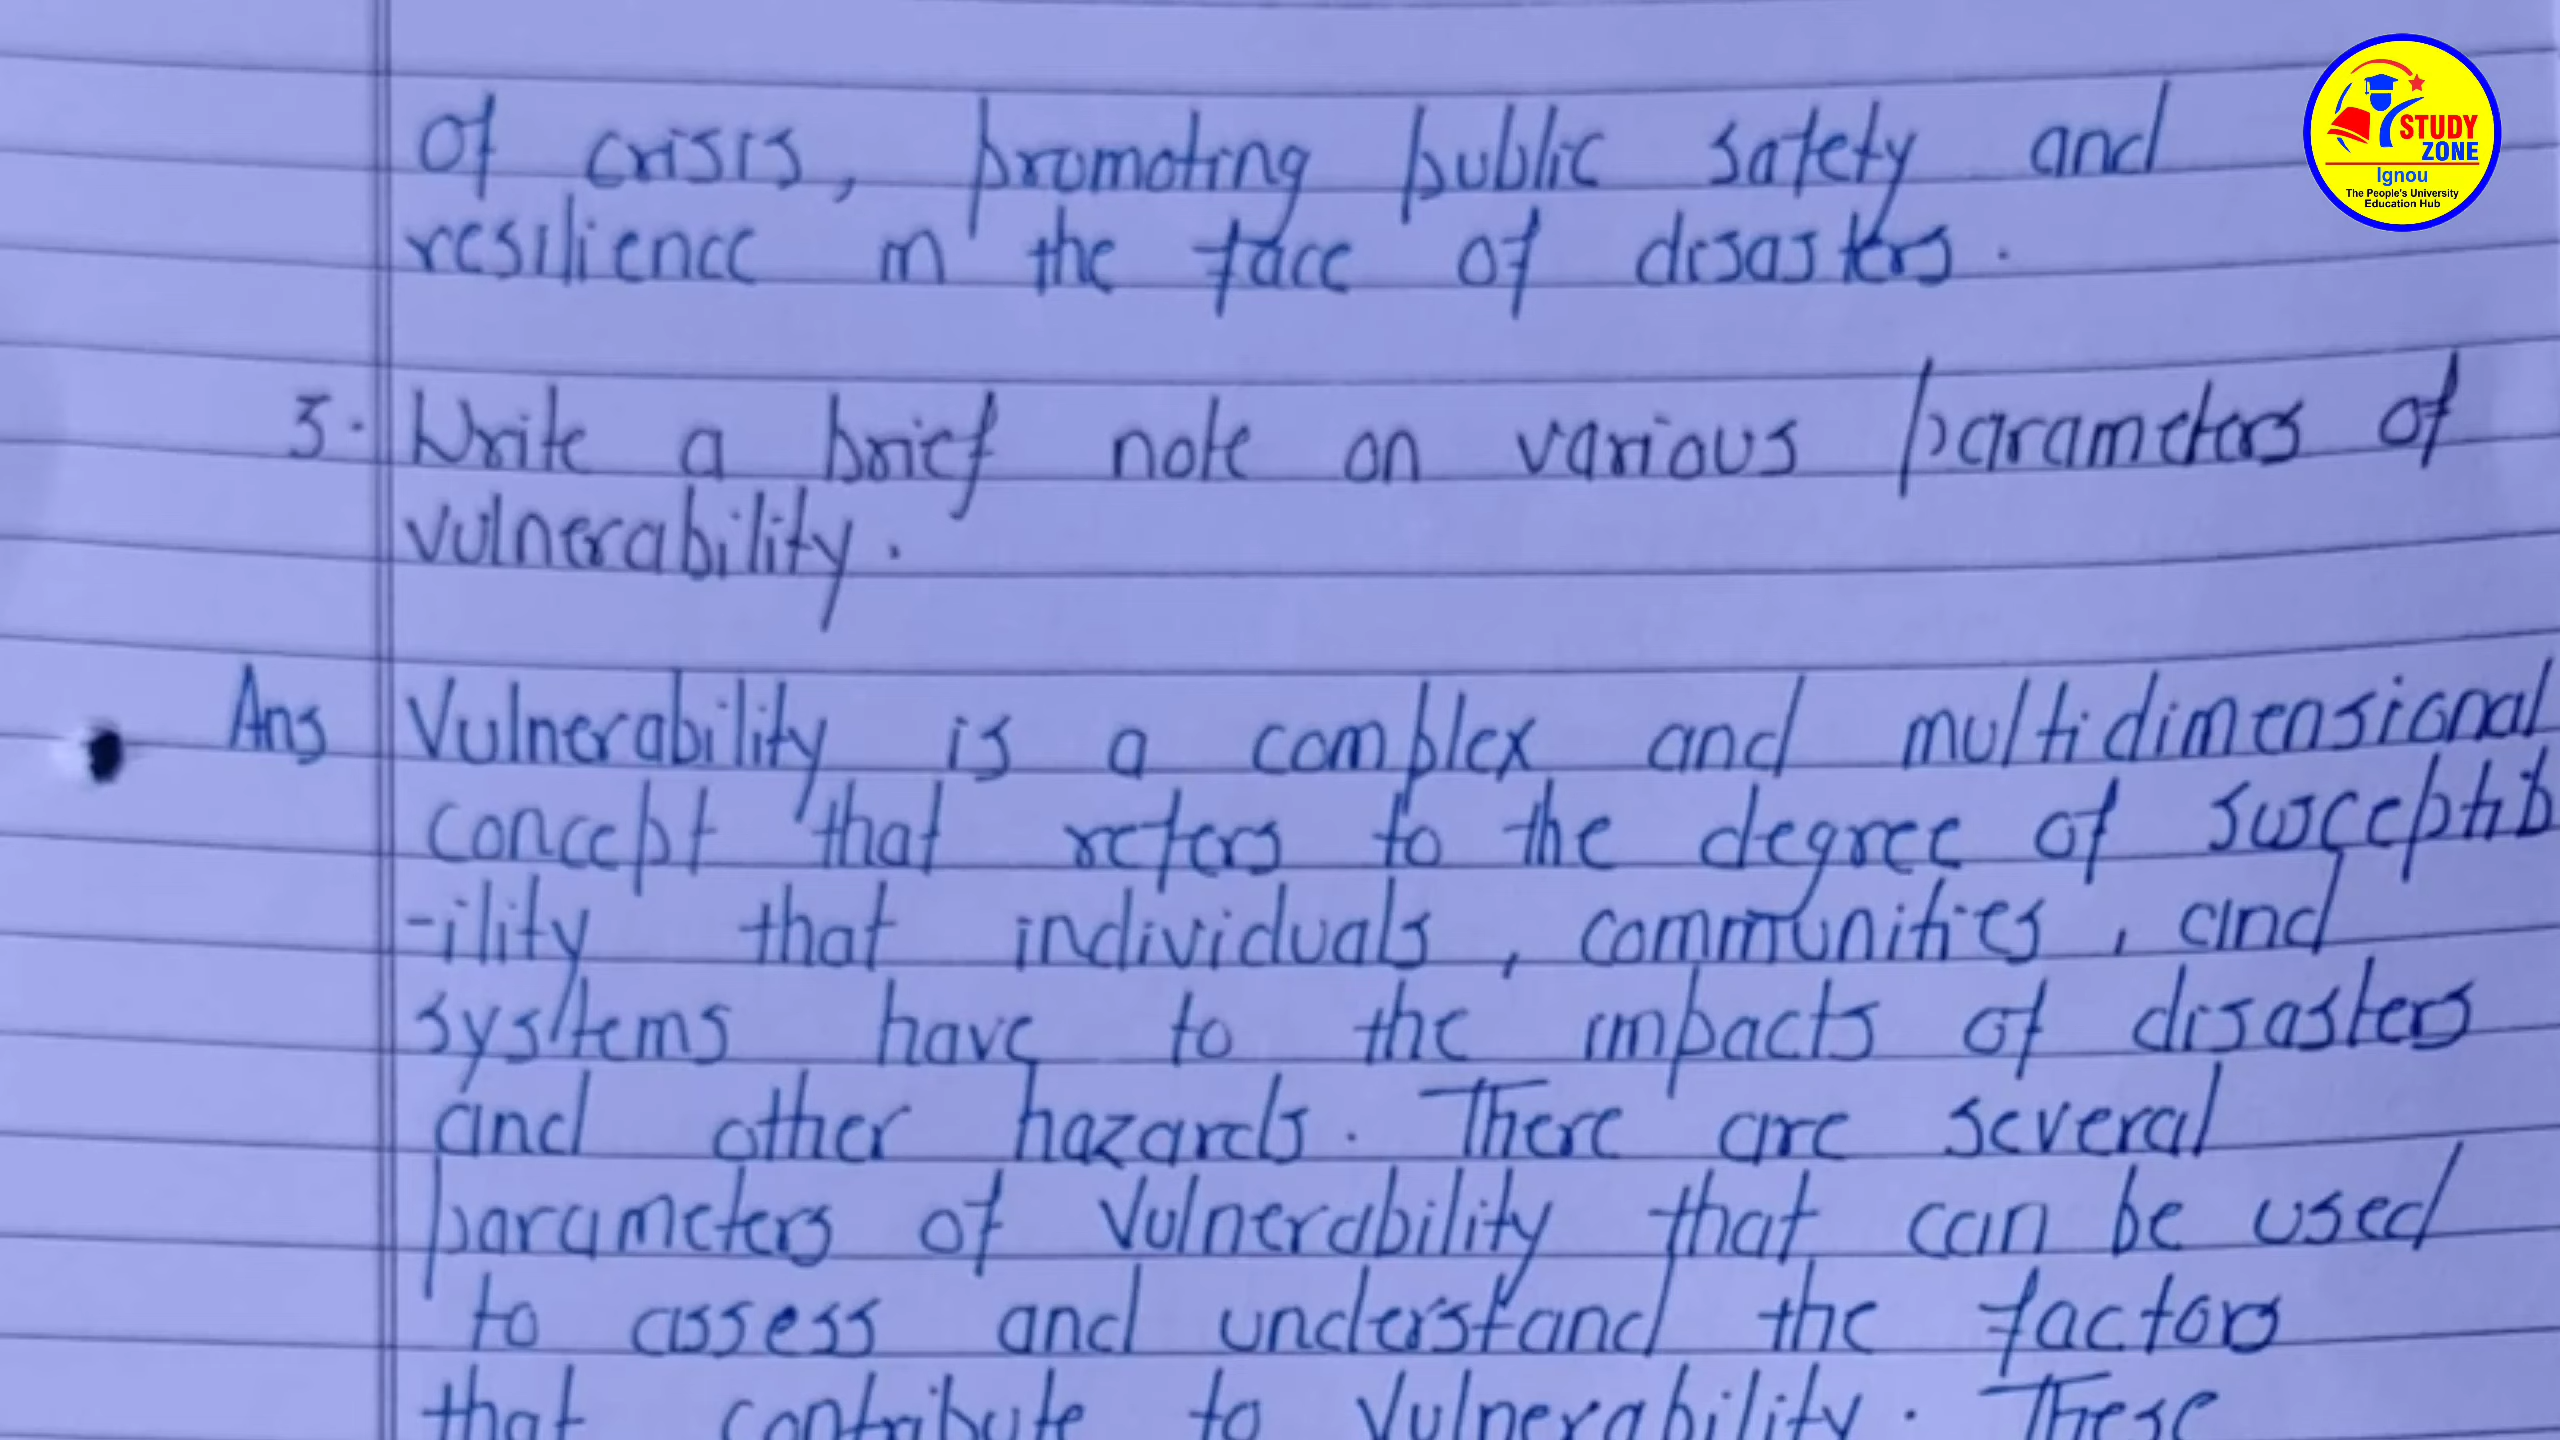 of crisis, promoting public safety and
resilience in the face of disasters.
3. Write a brief note on various parameters of
vulnerability.
Ans Vulnerability is a complex and multidimensional
concept that refers to the degree of susceptib
-ility that individuals, communities, and
systems have to the impacts of disasters
and other hazards. There are several
parameters of vulnerability that can be used
to assess and understand the factors
that contribute to vulnerability. These
STUDY
ZONE
Ignou
The People's University
Education Hub